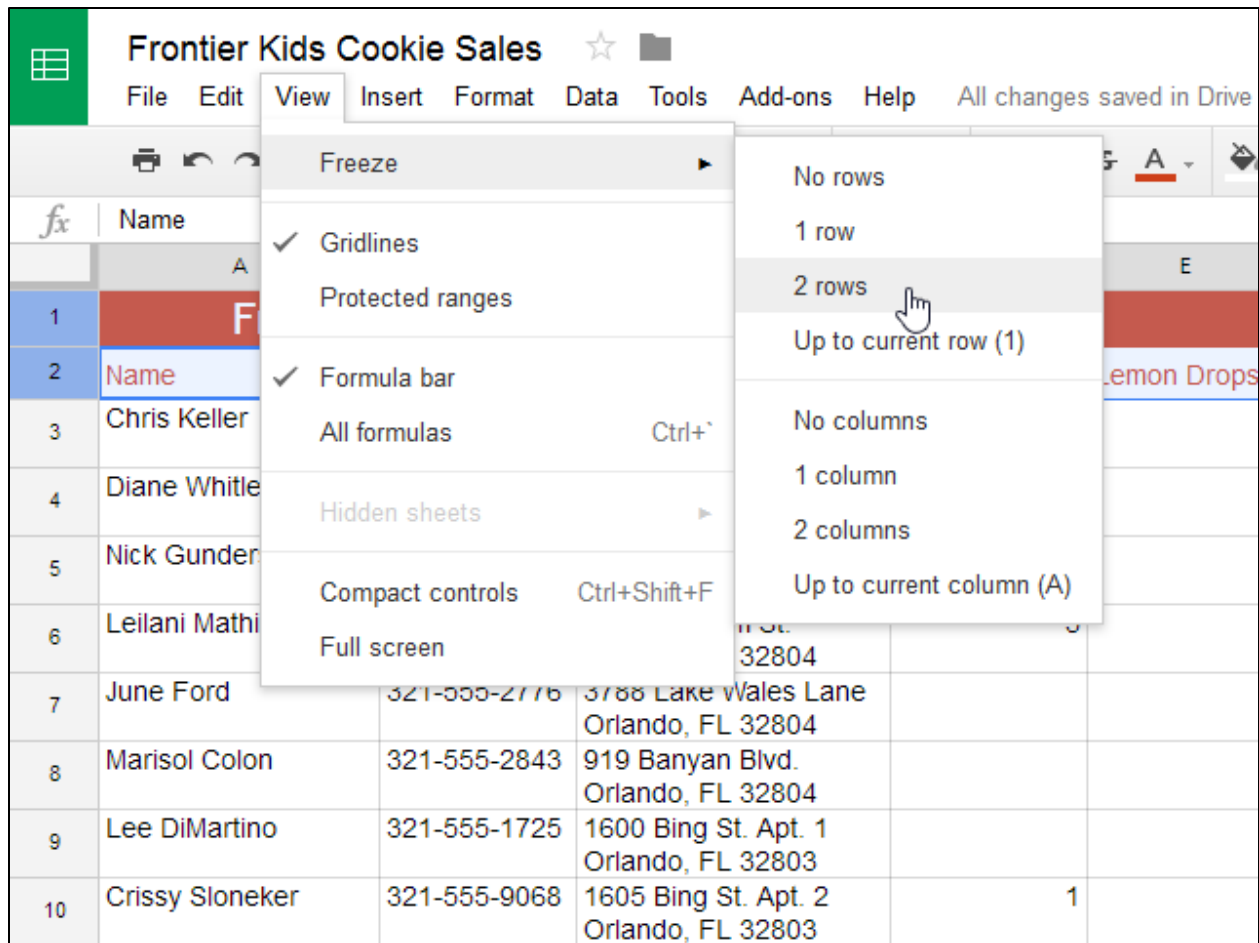 Frontier Kids Cookie Sales
File Edit View Insert Format Data Tools Add-ons Help All changes saved in Drive
Freeze
Gridlines
Protected ranges
Formula bar
All formulas Ctrl+`
Hidden sheets
Compact controls Ctrl+Shift+F
Full screen
No rows
1 row
2 rows
Up to current row (1)
No columns
1 column
2 columns
Up to current column (A)
A
fx Name
A E
1
2 Name Lemon Drops
3 Chris Keller
4 Diane
5 Nick
6 Leilani St.
32804
7 June Ford 321-555-2776 3788 Lake Wales Lane
Orlando, FL 32804
8 Marisol Colon 321-555-2843 919 Banyan Blvd.
Orlando, FL 32804
9 Lee DiMartino 321-555-1725 1600 Bing St. Apt. 1
Orlando, FL 32803
10 Crissy Sloneker 321-555-9068 1605 Bing St. Apt. 2 1
Orlando, FL 32803